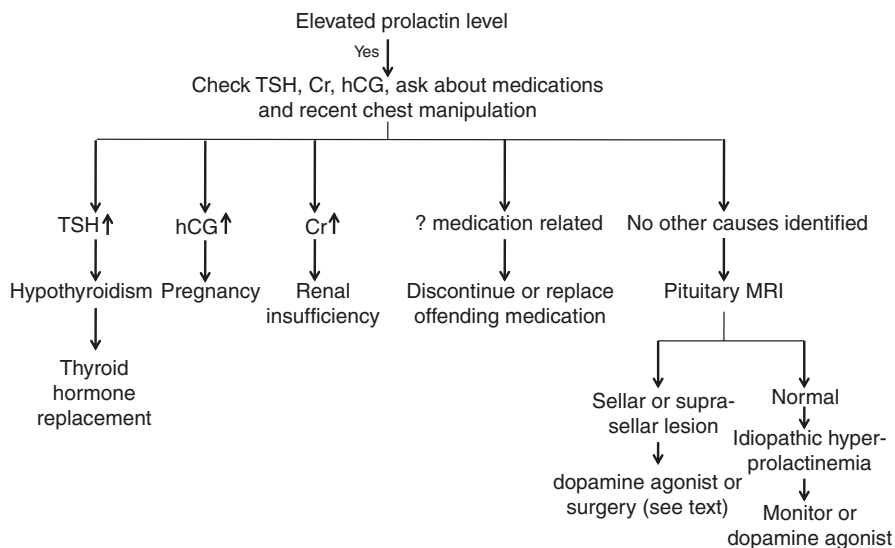 Elevated prolactin level
Yes
Check TSH, Cr, hCG, ask about medications
and recent chest manipulation
TSH↑
hCG↑
Cr↑
? medication related
No other causes identified
Hypothyroidism
Pregnancy
Renal
insufficiency
Discontinue or replace
offending medication
Pituitary MRI
Thyroid
hormone
replacement
Sellar or supra-
sellar lesion
Normal
Idiopathic hyper-
prolactinemia
dopamine agonist or
surgery (see text)
Monitor or
dopamine agonist